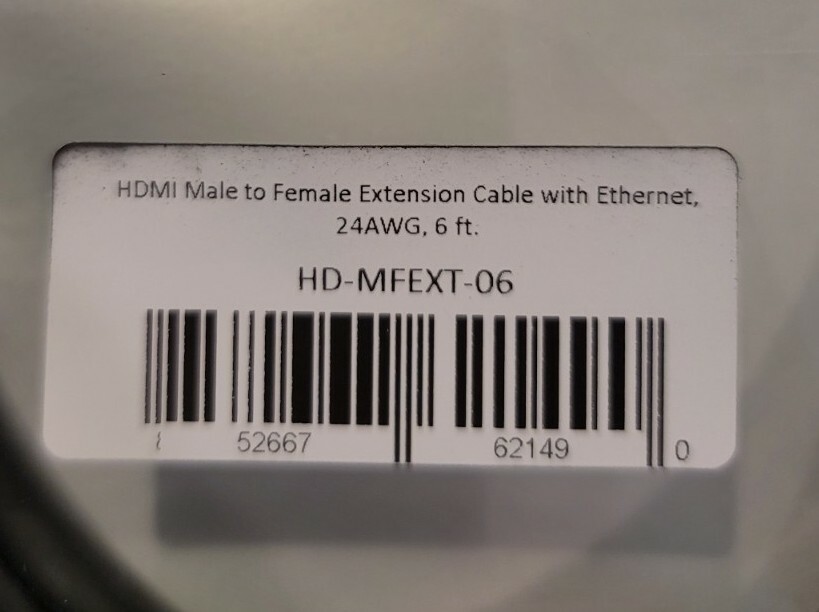 HDMI Male to Female Extension Cable with Ethernet,
24AWG, 6 ft.
HD-MFEXT-06
52667 62149 0